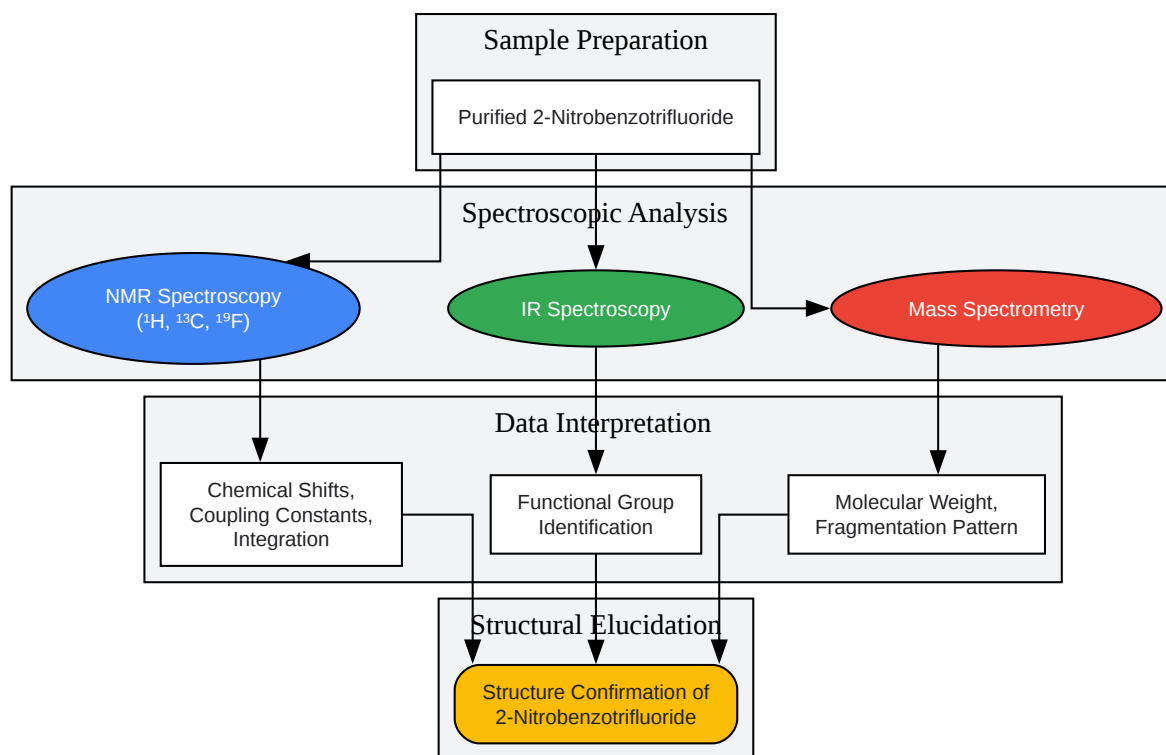 Sample Preparation
Purified 2-Nitrobenzotrifluoride
Spectroscopic Analysis
NMR Spectroscopy
(¹H, ¹³C, ¹⁹F)
IR Spectroscopy
Mass Spectrometry
Data Interpretation
Chemical Shifts,
Coupling Constants,
Integration
Functional Group
Identification
Molecular Weight,
Fragmentation Pattern
Structural Elucidation
Structure Confirmation of
2-Nitrobenzotrifluoride